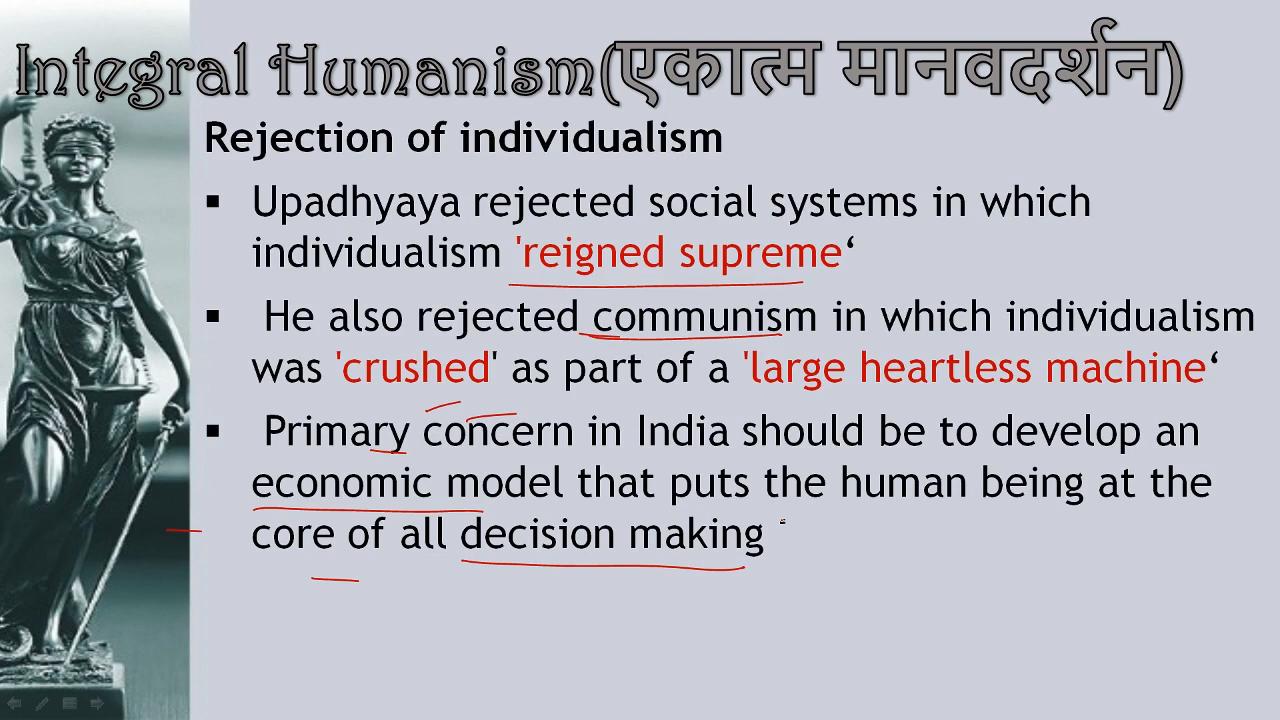 Integral Humanism(एकात्म मानवदर्शन)
Rejection of individualism
▪ Upadhyaya rejected social systems in which
individualism 'reigned supreme‘
▪ He also rejected communism in which individualism
was 'crushed' as part of a 'large heartless machine‘
▪ Primary concern in India should be to develop an
economic model that puts the human being at the
core of all decision making